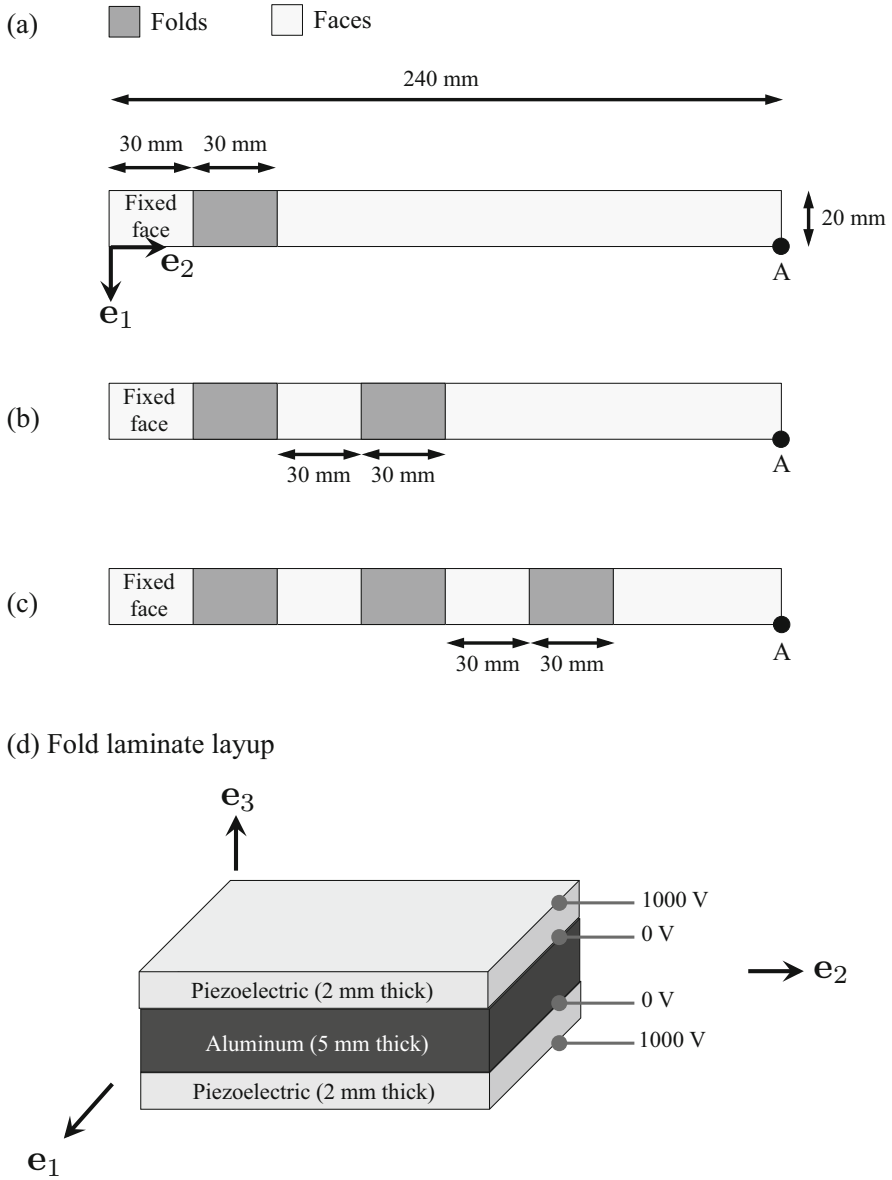 (a) Folds Faces
240 mm
30 mm 30 mm
Fixed
face
20 mm
e2
e1
A
(b)
Fixed
face
30 mm 30 mm
A
(c)
Fixed
face
30 mm 30 mm
A
(d) Fold laminate layup
e3
1000 V
0 V
Piezoelectric (2 mm thick)
e2
0 V
Aluminum (5 mm thick)
1000 V
Piezoelectric (2 mm thick)
e1